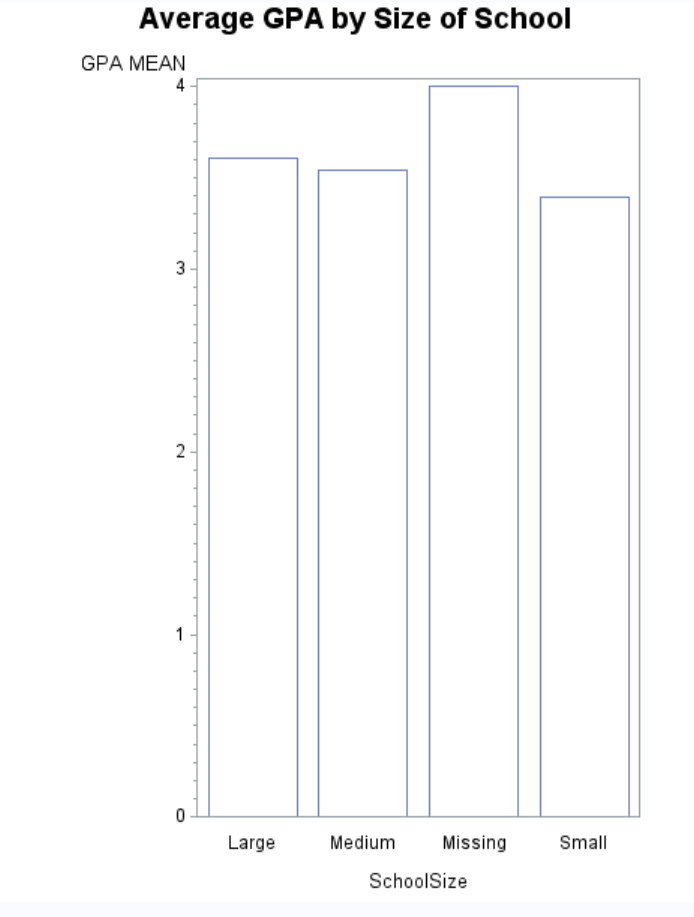 Average GPA by Size of School
GPA MEAN
4
3
2
1
0
Large Medium Missing Small
SchoolSize